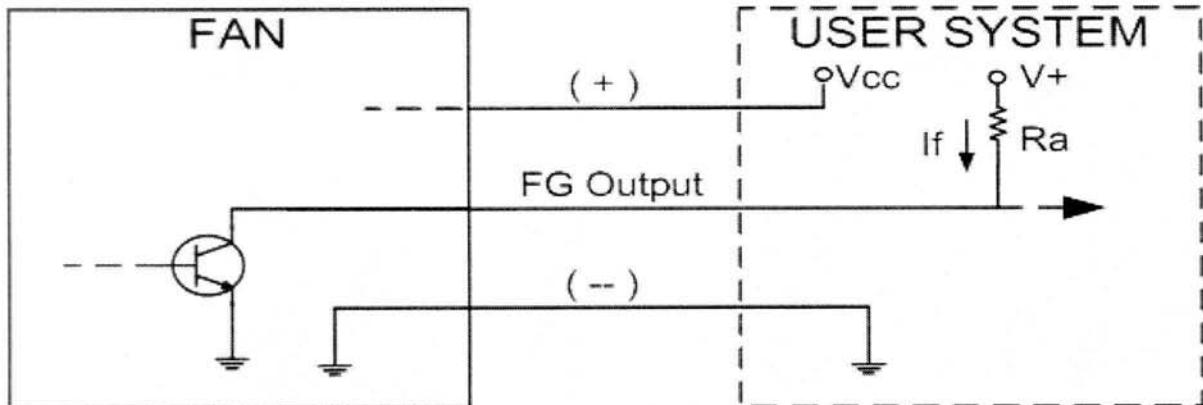 FAN
USER SYSTEM
( + )
Vcc
V+
If
Ra
FG Output
( -- )